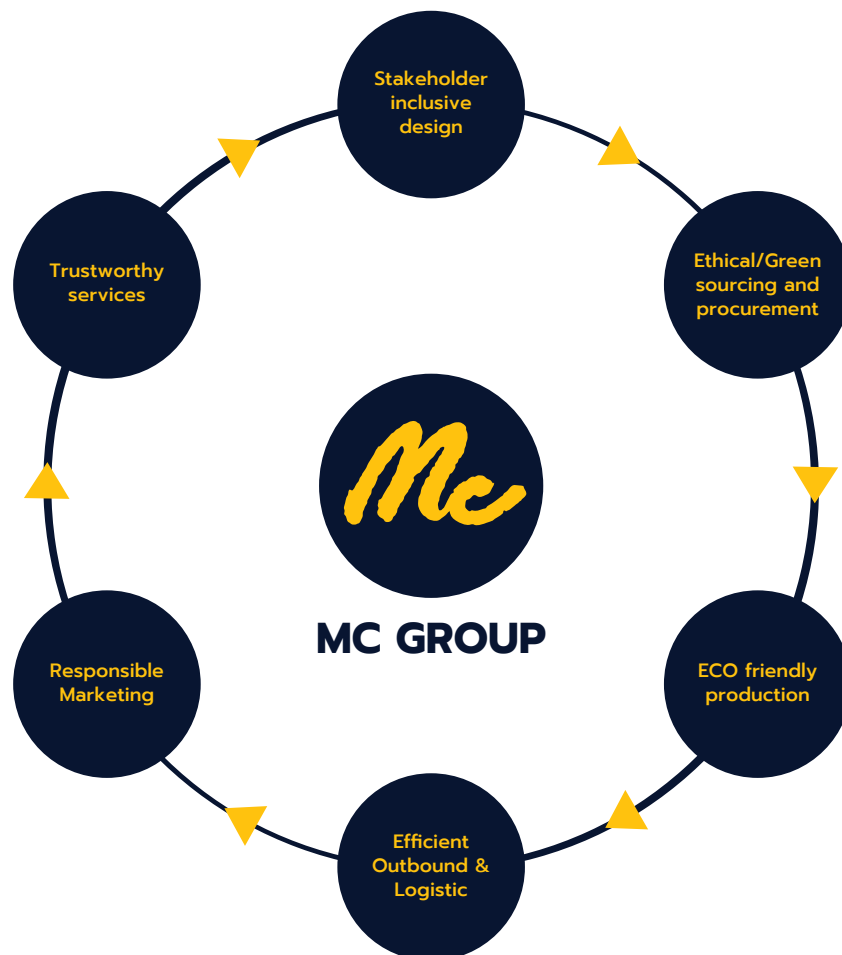 Stakeholder
inclusive
design
Ethical/Green
sourcing and
procurement
ECO friendly
production
Efficient
Outbound &
Logistic
Responsible
Marketing
Trustworthy
services
Mc
MC GROUP